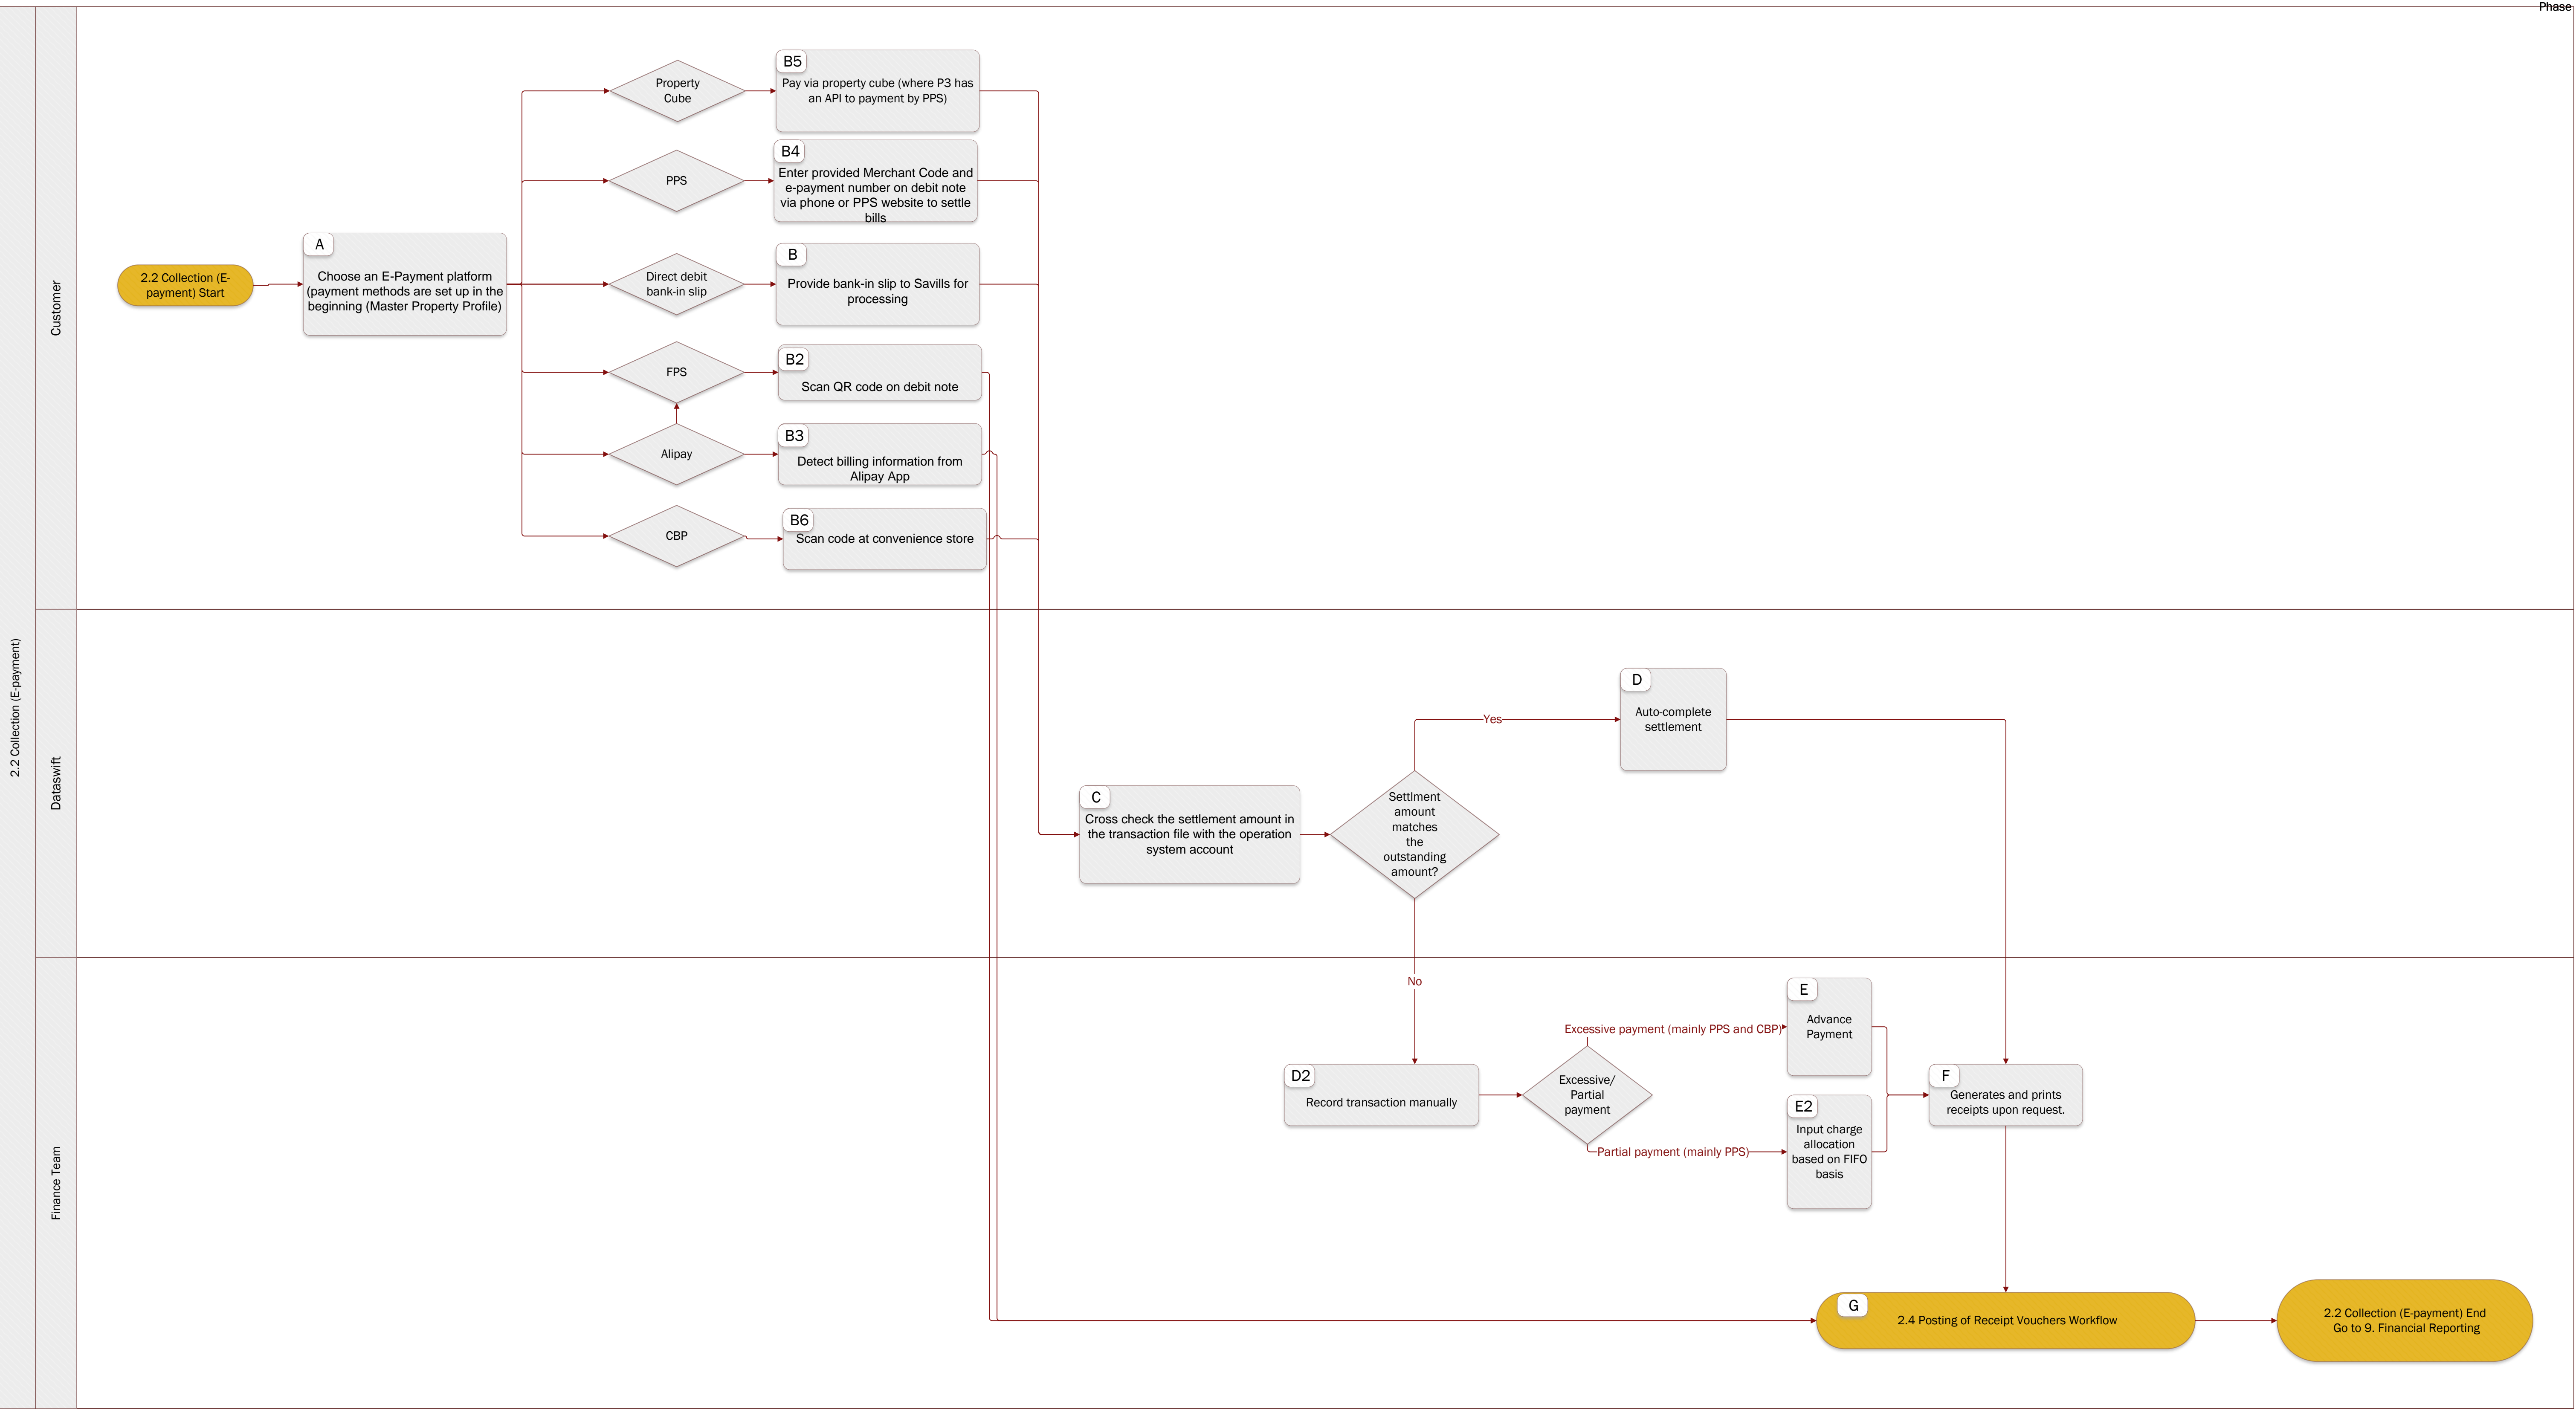 Phase
2.2 Collection (E-payment)
Customer
2.2 Collection (E-
payment) Start
A
Choose an E-Payment platform
(payment methods are set up in the
beginning (Master Property Profile)
Property
Cube
B5
Pay via property cube (where P3 has
an API to payment by PPS)
PPS
B4
Enter provided Merchant Code and
e-payment number on debit note
via phone or PPS website to settle
bills
Direct debit
bank-in slip
B
Provide bank-in slip to Savills for
processing
FPS
B2
Scan QR code on debit note
Alipay
B3
Detect billing information from
Alipay App
CBP
B6
Scan code at convenience store
Dataswift
C
Cross check the settlement amount in
the transaction file with the operation
system account
Settlment
amount
matches
the
outstanding
amount?
Yes
D
Auto-complete
settlement
No
Finance Team
D2
Record transaction manually
Excessive/
Partial
payment
Excessive payment (mainly PPS and CBP)
E
Advance
Payment
Partial payment (mainly PPS)
E2
Input charge
allocation
based on FIFO
basis
F
Generates and prints
receipts upon request.
G
2.4 Posting of Receipt Vouchers Workflow
2.2 Collection (E-payment) End
Go to 9. Financial Reporting